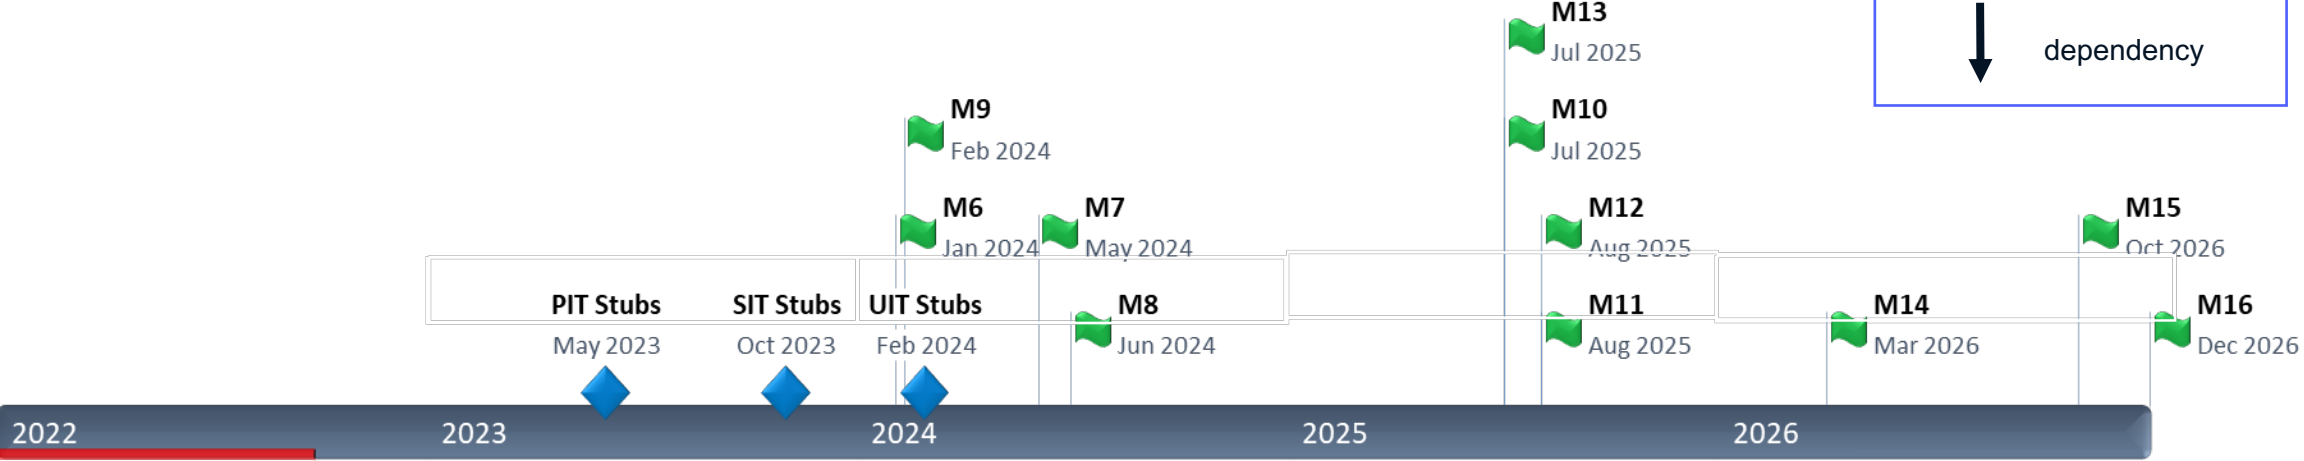 M13
Jul 2025
dependency
M9
Feb 2024
M10
Jul 2025
M6
Jan 2024
M7
May 2024
M12
Aug 2025
M15
Oct 2026
PIT Stubs
May 2023
SIT Stubs
Oct 2023
UIT Stubs
Feb 2024
M8
Jun 2024
M11
Aug 2025
M14
Mar 2026
M16
Dec 2026
2022
2023
2024
2025
2026